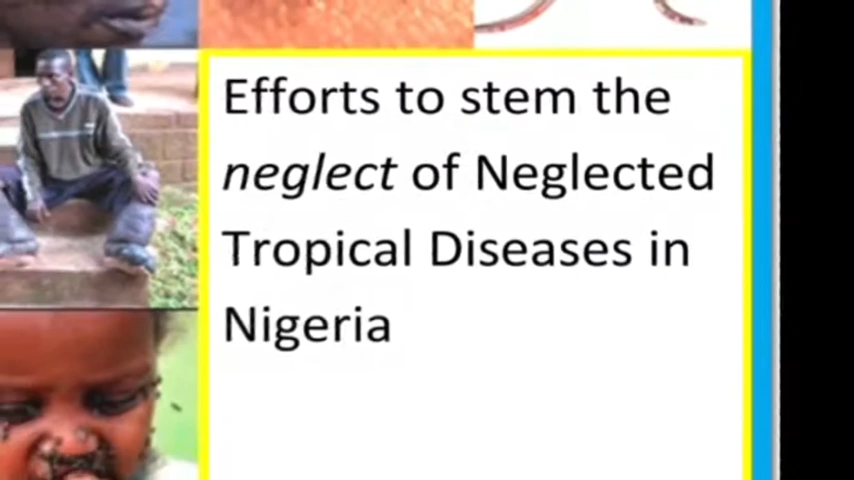 Efforts to stem the
neglect of Neglected
Tropical Diseases in
Nigeria